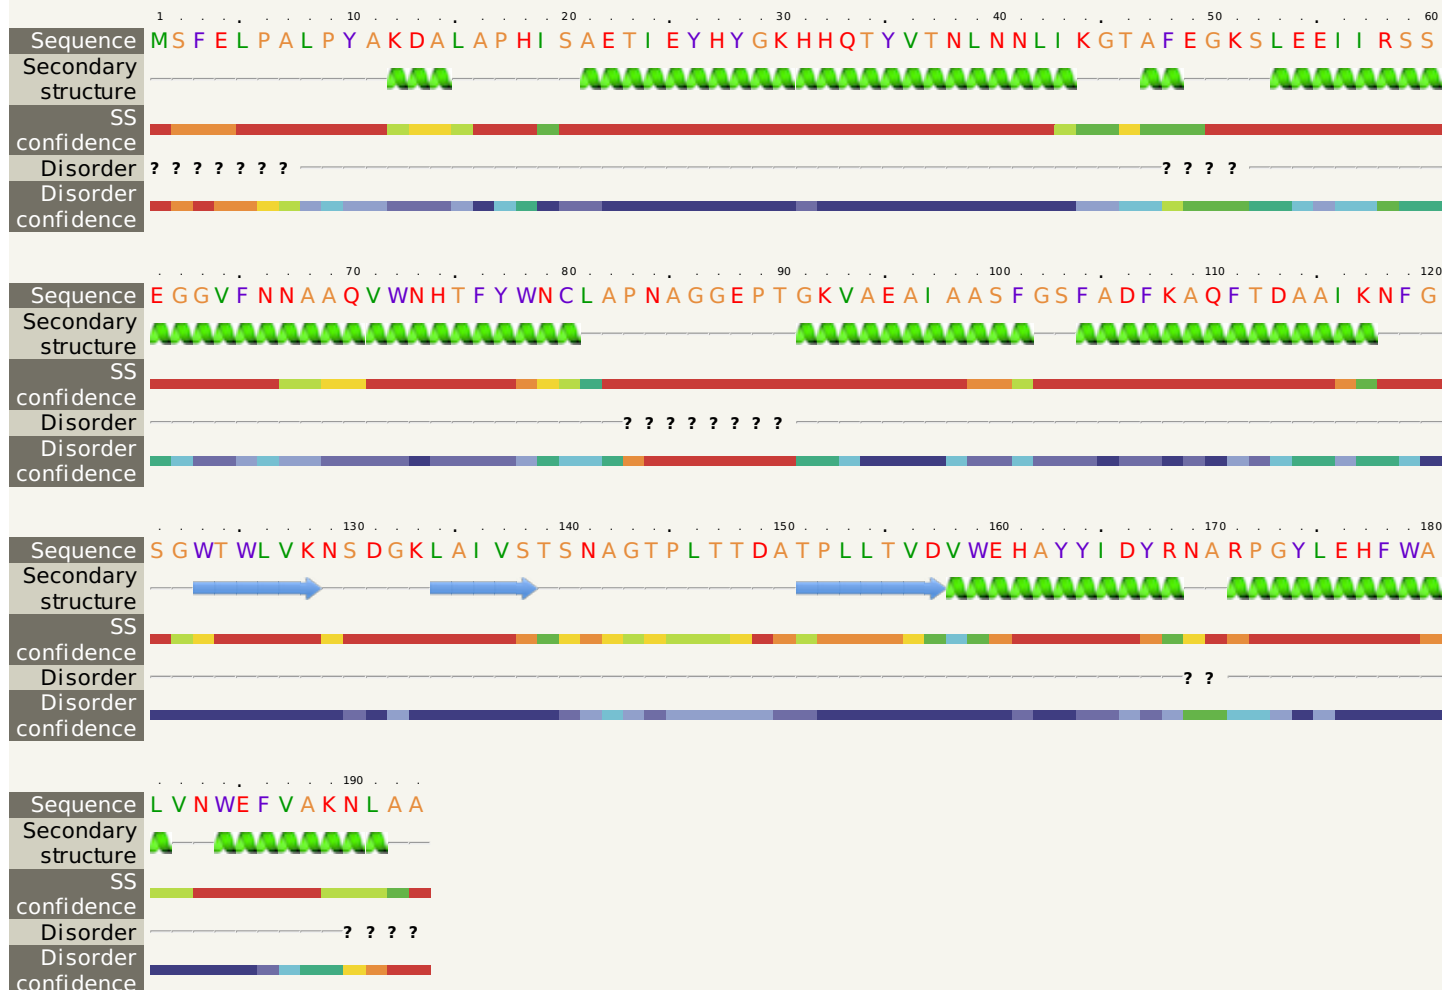 1 10 20 30 40 50 60
Sequence MSFELPALPYAKDALAPHISAETIEYHYGKHHQTYVTNLNNLIKGTAFEGKSLEEIIRSS
Secondary
structure
SS
confidence
Disorder ? ? ? ? ? ? ? ? ? ? ?
Disorder
confidence
70 80 90 100 110 120
Sequence EGGVFNNAAQVWNHTFYWNCLAPNAGGEPTGKVAEAIAASFGSFADFKAQFTDAAIKNFG
Secondary
structure
SS
confidence
Disorder ? ? ? ? ? ? ? ?
Disorder
confidence
130 140 150 160 170 180
Sequence SGWTWLVKNSDGKLAIVSTSNAGTPLTTDATPLLTVDVWEHAYYIDYRNARPGYLEHFWA
Secondary
structure
SS
confidence
Disorder ? ?
Disorder
confidence
190
Sequence LVNWEFVAKNLAA
Secondary
structure
SS
confidence
Disorder ? ? ? ?
Disorder
confidence